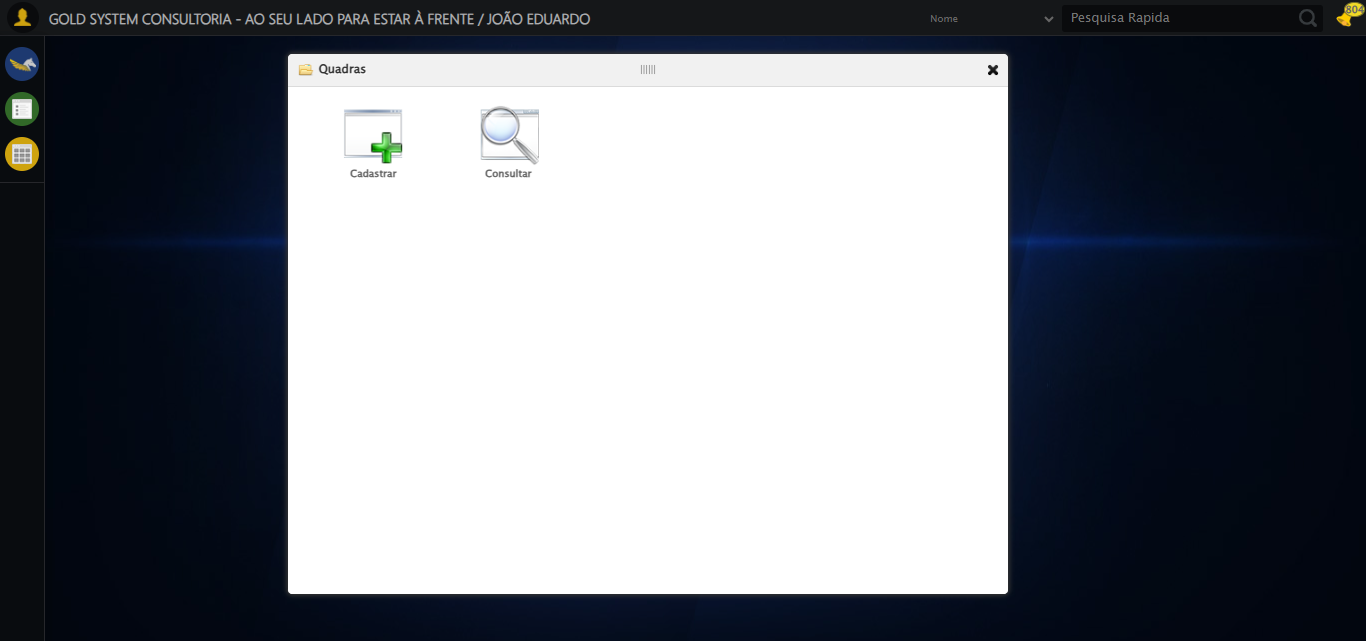 GOLD SYSTEM CONSULTORIA - AO SEU LADO PARA ESTAR À FRENTE / JOÃO EDUARDO
Nome
Pesquisa Rapida
804
Quadras
Cadastrar
Consultar